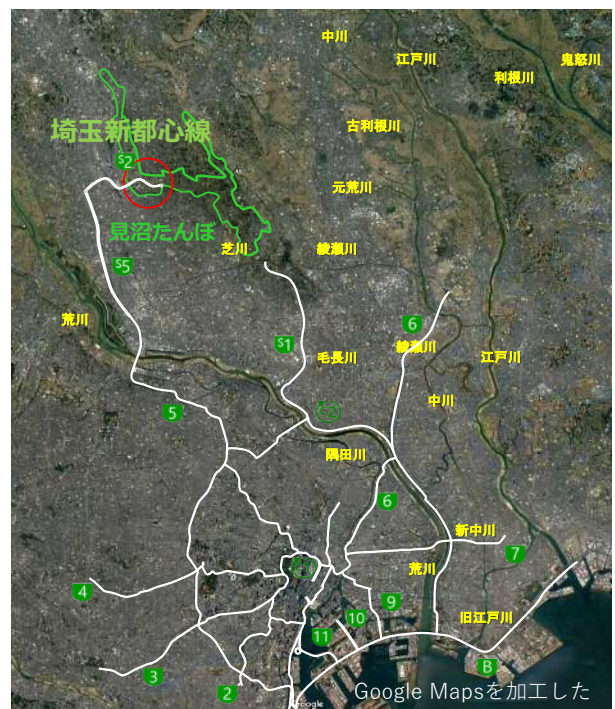 中川
江戸川
鬼怒川
利根川
古利根川
埼玉新都心線
S2
元荒川
見沼たんぼ
芝川
綾瀬川
S5
荒川
6
S1
毛長川
綾瀬川
江戸川
5
C2
中川
隅田川
6
新中川
7
C1
荒川
4
9
10
旧江戸川
11
3
2
B
Google Mapsを加工した
Google